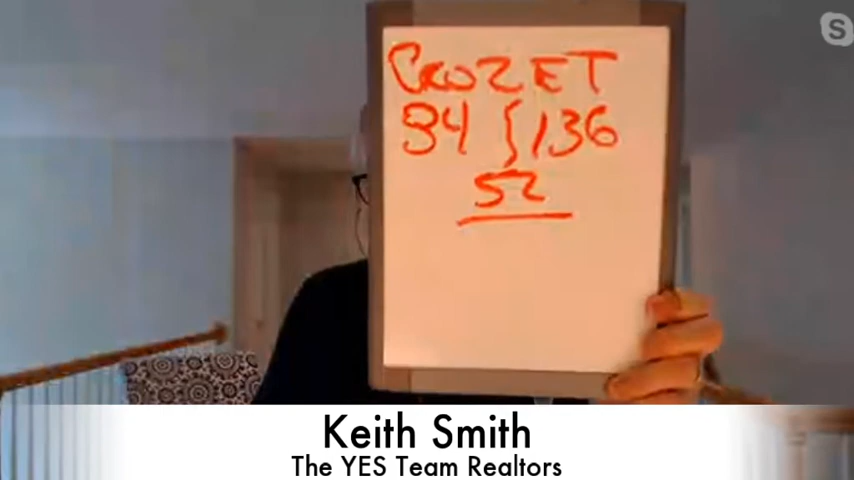 S
CROZET
84 { 136
52
Keith Smith
The YES Team Realtors